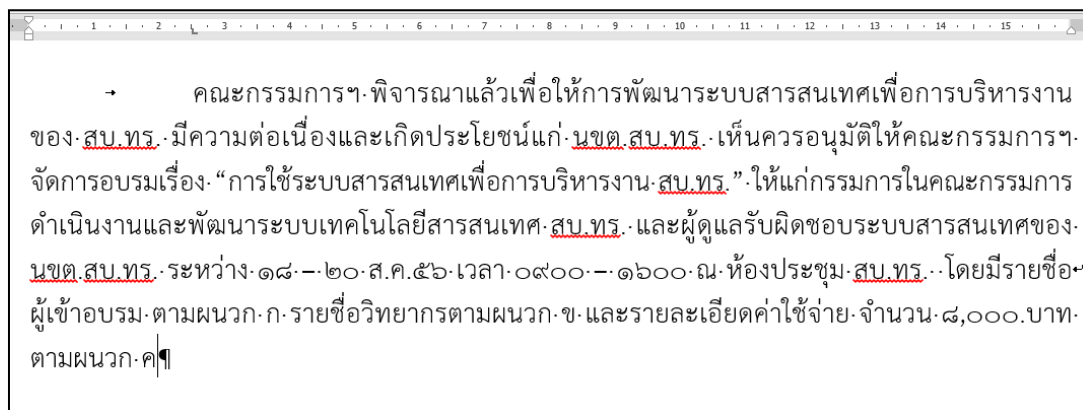 1 2 3 4 5 6 7 8 9 10 11 12 13 14 15
คณะกรรมการฯ พิจารณาแล้วเพื่อให้การพัฒนาระบบสารสนเทศเพื่อการบริหารงาน
ของ สบ.ทร. มีความต่อเนื่องและเกิดประโยชน์แก่ นขต.สบ.ทร. เห็นควรอนุมัติให้คณะกรรมการฯ
จัดการอบรมเรื่อง “การใช้ระบบสารสนเทศเพื่อการบริหารงาน สบ.ทร.” ให้แก่กรรมการในคณะกรรมการ
ดำเนินงานและพัฒนาระบบเทคโนโลยีสารสนเทศ สบ.ทร. และผู้ดูแลรับผิดชอบระบบสารสนเทศของ
นขต.สบ.ทร. ระหว่าง ๑๘ – ๒๐ ส.ค.๕๖ เวลา ๐๙๐๐ – ๑๖๐๐ ณ ห้องประชุม สบ.ทร. โดยมีรายชื่อ
ผู้เข้าอบรม ตามผนวก ก รายชื่อวิทยากรตามผนวก ข และรายละเอียดค่าใช้จ่าย จำนวน ๘,๐๐๐.บาท
ตามผนวก ค